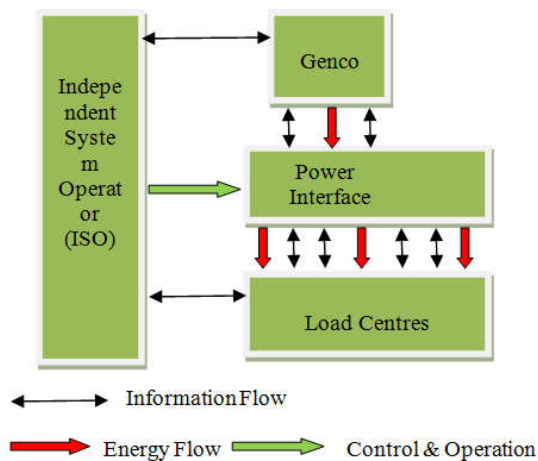 Genco
Indepe
ndent
Syste
m
Operat
or
(ISO)
Power
Interface
Load Centres
Information Flow
Energy Flow
Control & Operation